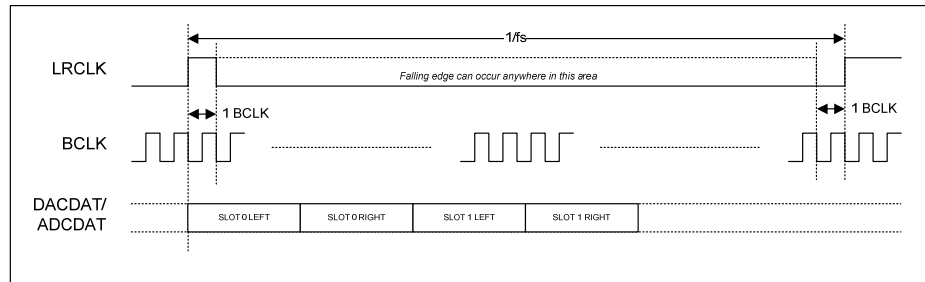 1/fs
LRCLK
Falling edge can occur anywhere in this area
1 BCLK
1 BCLK
BCLK
DACDAT/
ADCDAT
SLOT 0 LEFT
SLOT 0 RIGHT
SLOT 1 LEFT
SLOT 1 RIGHT